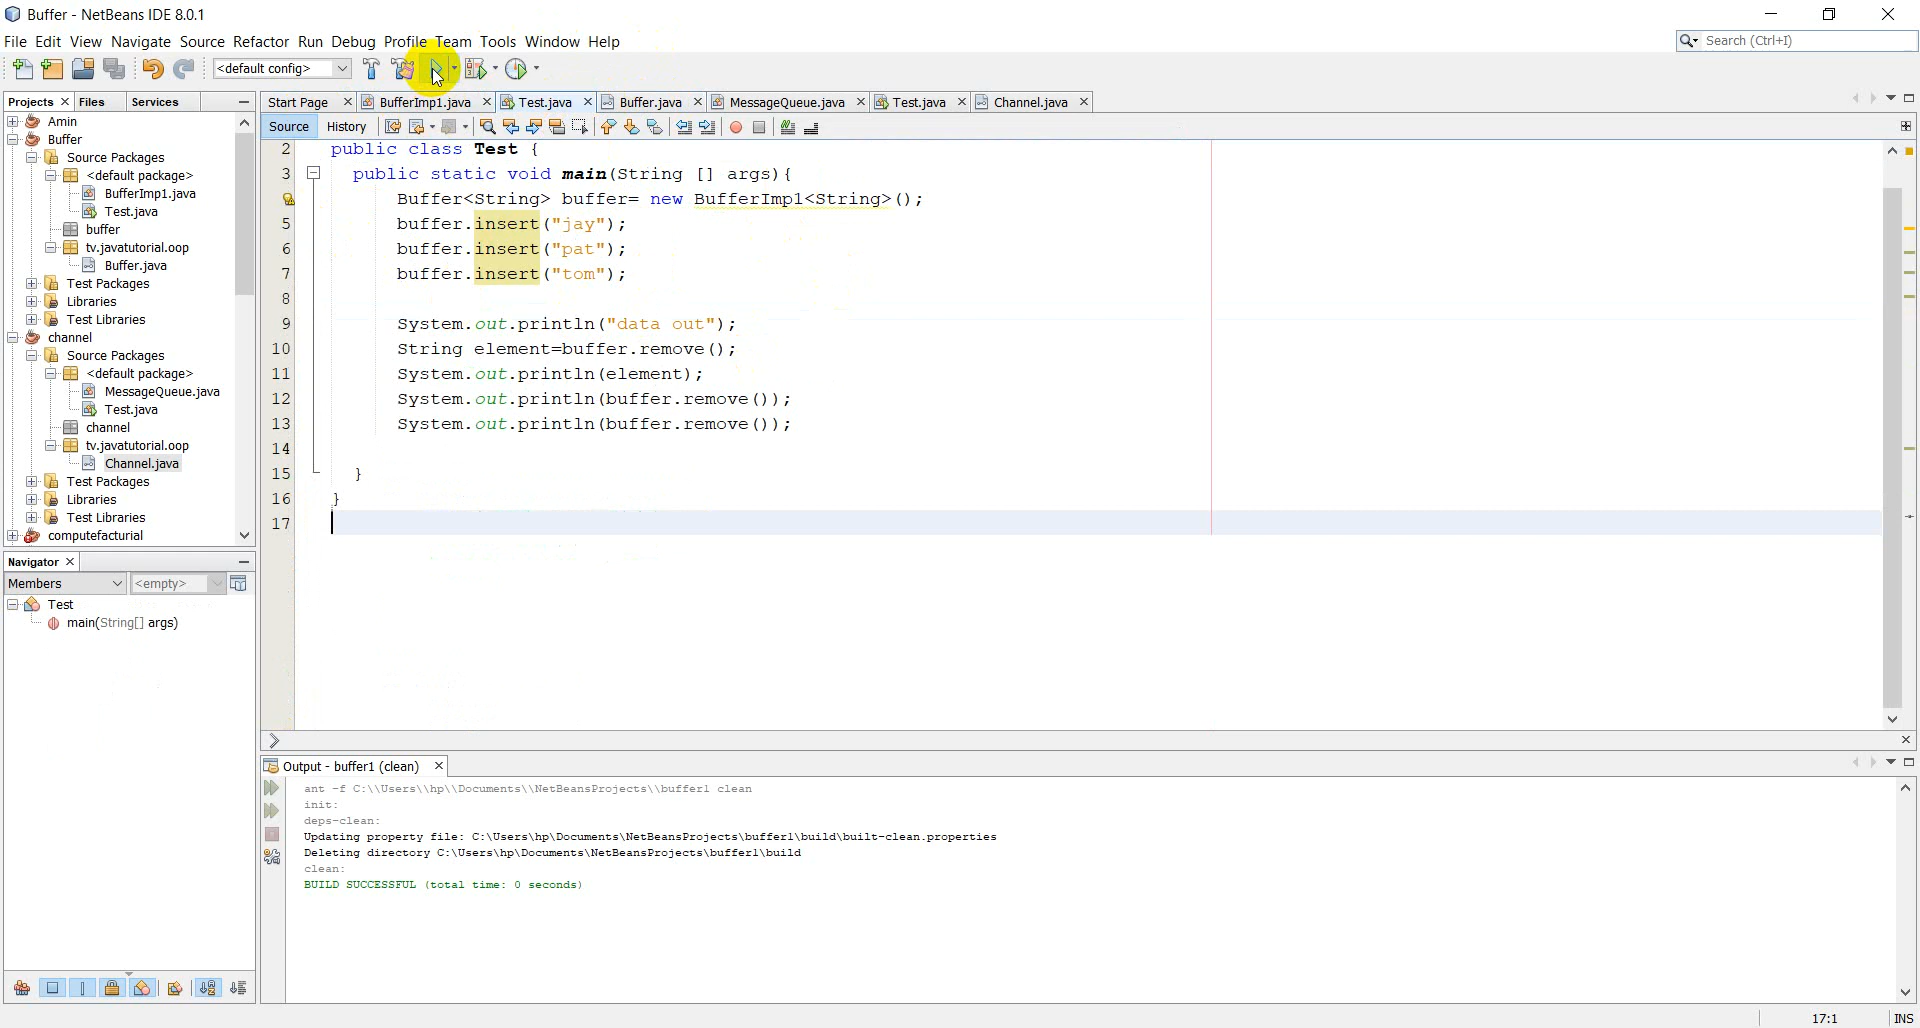 Buffer - NetBeans IDE 8.0.1
File Edit View Navigate Source Refactor Run Debug Profile Team Tools Window Help
Search (Ctrl+I)
<default config>
Projects Files Services
Start Page BufferImp1.java Test.java Buffer.java MessageQueue.java Test.java Channel.java
Source History
Amin
Buffer
Source Packages
<default package>
BufferImp1.java
Test.java
buffer
tv.javatutorial.oop
Buffer.java
Test Packages
Libraries
Test Libraries
channel
Source Packages
<default package>
MessageQueue.java
Test.java
channel
tv.javatutorial.oop
Channel.java
Test Packages
Libraries
Test Libraries
computefacturial
2 public class Test {
3 public static void main(String [] args){
Buffer<String> buffer= new BufferImp1<String>();
5 buffer.insert("jay");
6 buffer.insert("pat");
7 buffer.insert("tom");
8
9 System.out.println("data out");
10 String element=buffer.remove();
11 System.out.println(element);
12 System.out.println(buffer.remove());
13 System.out.println(buffer.remove());
14
15 }
16 }
17
Navigator
Members <empty>
Test
main(String[] args)
Output - buffer1 (clean)
ant -f C:\\Users\\hp\\Documents\\NetBeansProjects\\buffer1 clean
init:
deps-clean:
Updating property file: C:\Users\hp\Documents\NetBeansProjects\buffer1\build\built-clean.properties
Deleting directory C:\Users\hp\Documents\NetBeansProjects\buffer1\build
clean:
BUILD SUCCESSFUL (total time: 0 seconds)
17:1 INS